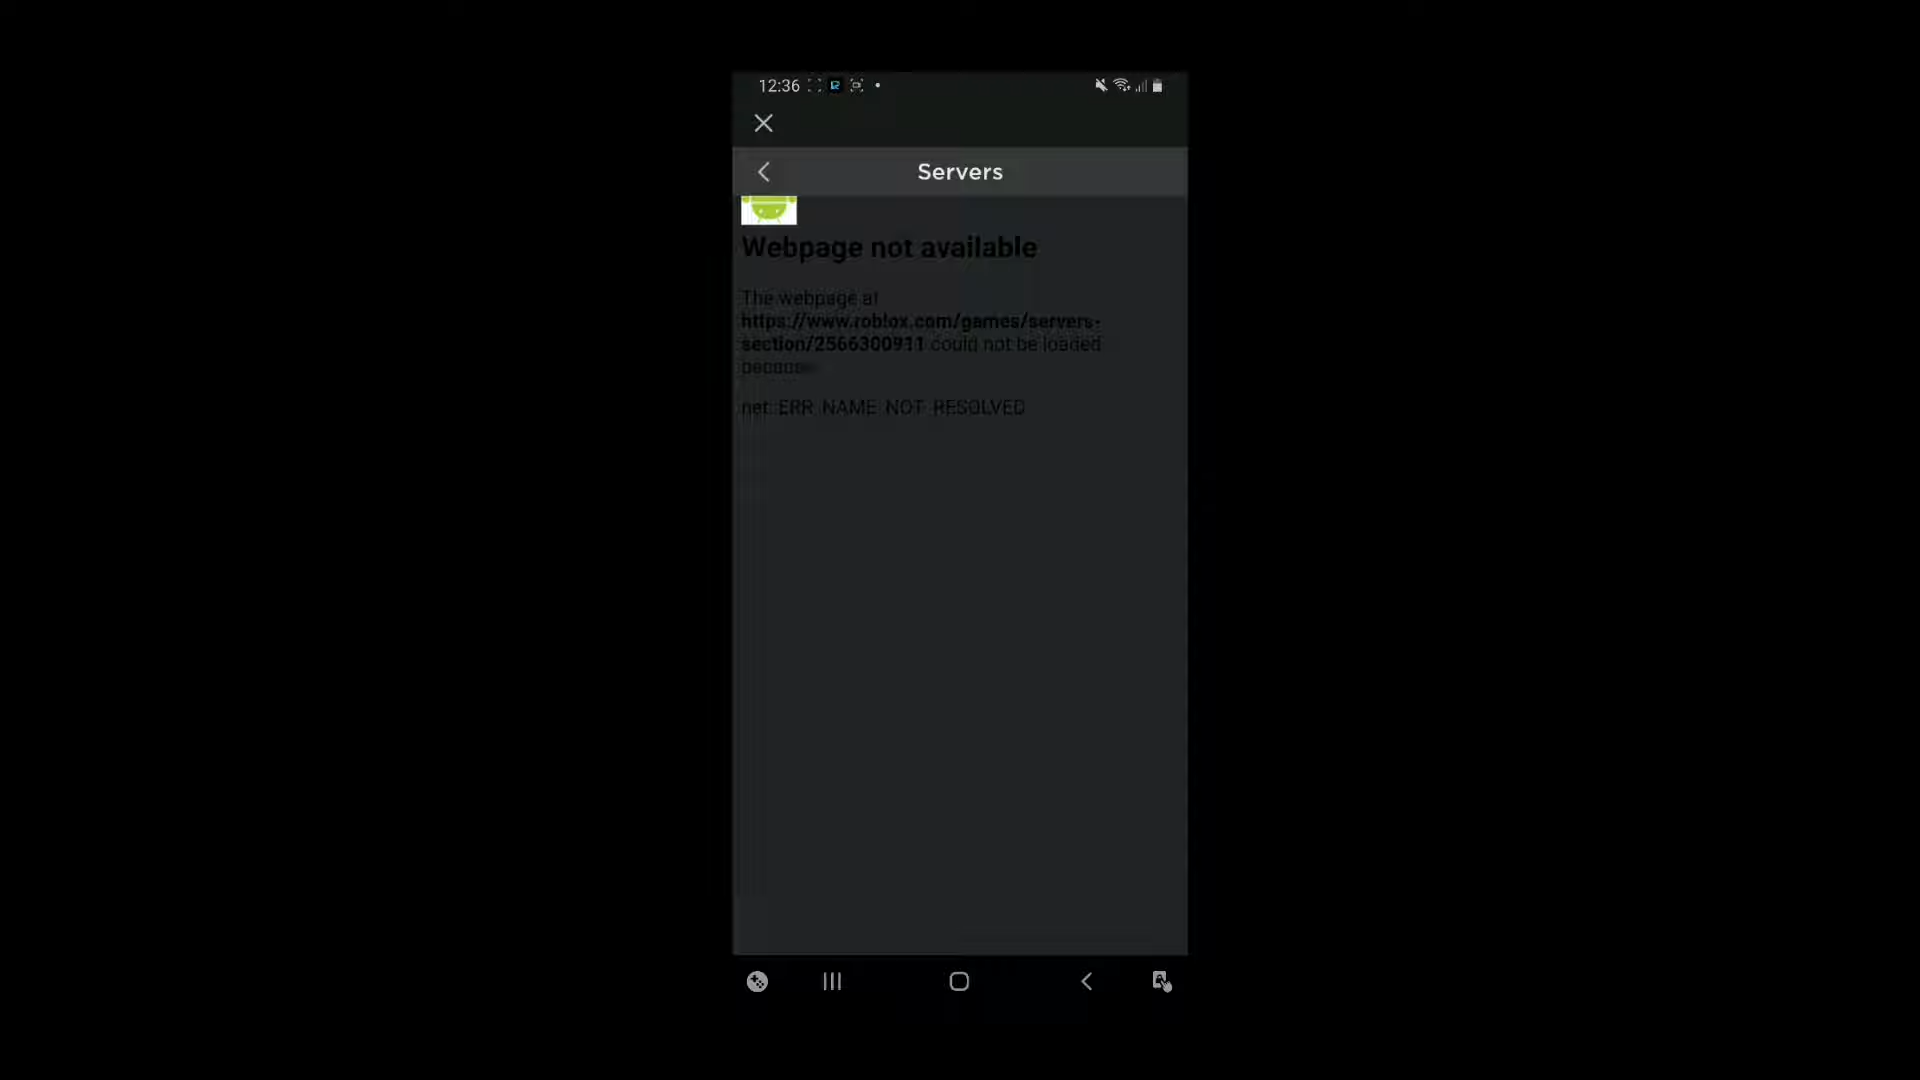 12:36
Servers
Webpage not available
The webpage at
https://www.roblox.com/games/servers-
section/2566300911 could not be loaded
because:
net::ERR_NAME_NOT_RESOLVED